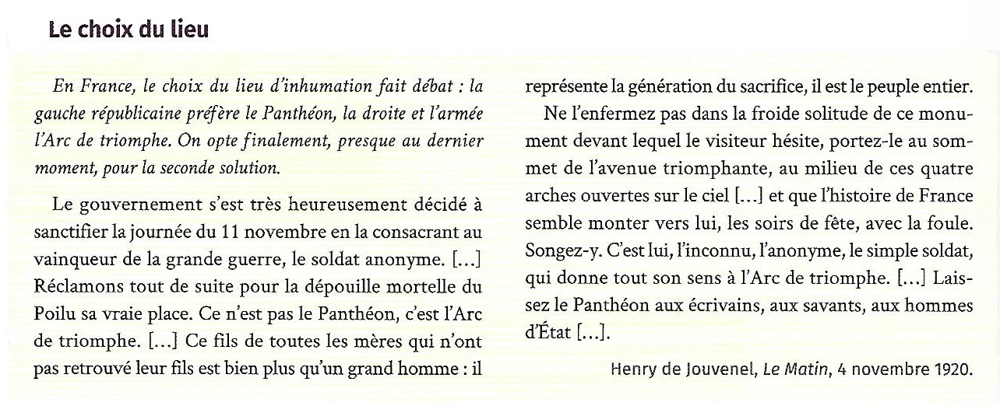 Le choix du lieu
En France, le choix du lieu d'inhumation fait débat : la
gauche républicaine préfère le Panthéon, la droite et l'armée
l'Arc de triomphe. On opte finalement, presque au dernier
moment, pour la seconde solution.
Le gouvernement s'est très heureusement décidé à
sanctifier la journée du 11 novembre en la consacrant au
vainqueur de la grande guerre, le soldat anonyme. [...]
Réclamons tout de suite pour la dépouille mortelle du
Poilu sa vraie place. Ce n'est pas le Panthéon, c'est l'Arc
de triomphe. [...] Ce fils de toutes les mères qui n'ont
pas retrouvé leur fils est bien plus qu'un grand homme : il
représente la génération du sacrifice, il est le peuple entier.
Ne l'enfermez pas dans la froide solitude de ce monu-
ment devant lequel le visiteur hésite, portez-le au som-
met de l'avenue triomphante, au milieu de ces quatre
arches ouvertes sur le ciel [...] et que l'histoire de France
semble monter vers lui, les soirs de fête, avec la foule.
Songez-y. C'est lui, l'inconnu, l'anonyme, le simple soldat,
qui donne tout son sens à l'Arc de triomphe. [...] Lais-
sez le Panthéon aux écrivains, aux savants, aux hommes
d'État [...].
Henry de Jouvenel, Le Matin, 4 novembre 1920.